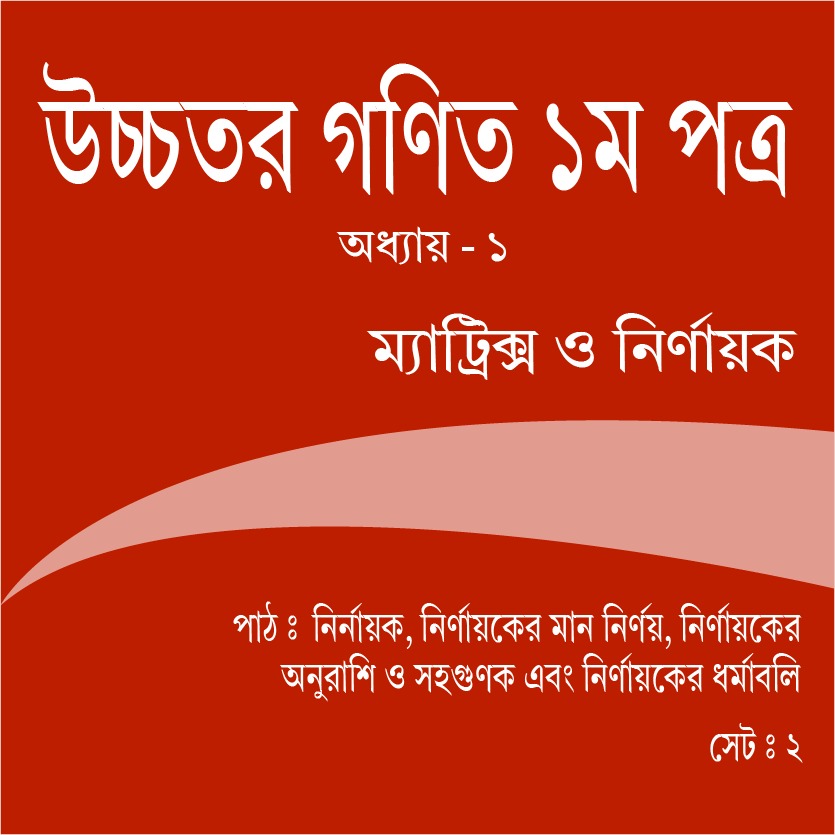 উচ্চতর গণিত ১ম পত্র
অধ্যায় - ১
ম্যাট্রিক্স ও নির্ণায়ক
পাঠ ঃ নির্নায়ক, নির্ণায়কের মান নির্ণয়, নির্ণায়কের
অনুরাশি ও সহগুণক এবং নির্ণায়কের ধর্মাবলি
সেট ঃ ২